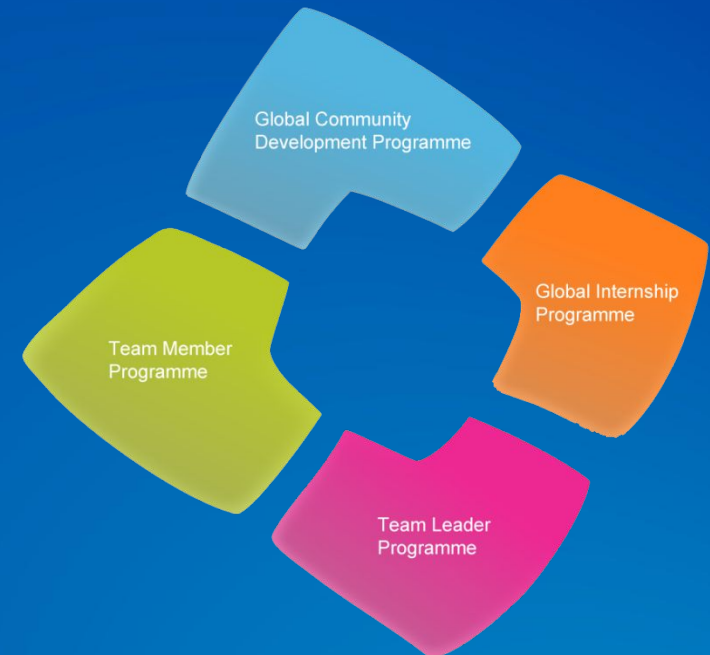 Global Community
Development Programme
Global Internship
Programme
Team Member
Programme
Team Leader
Programme